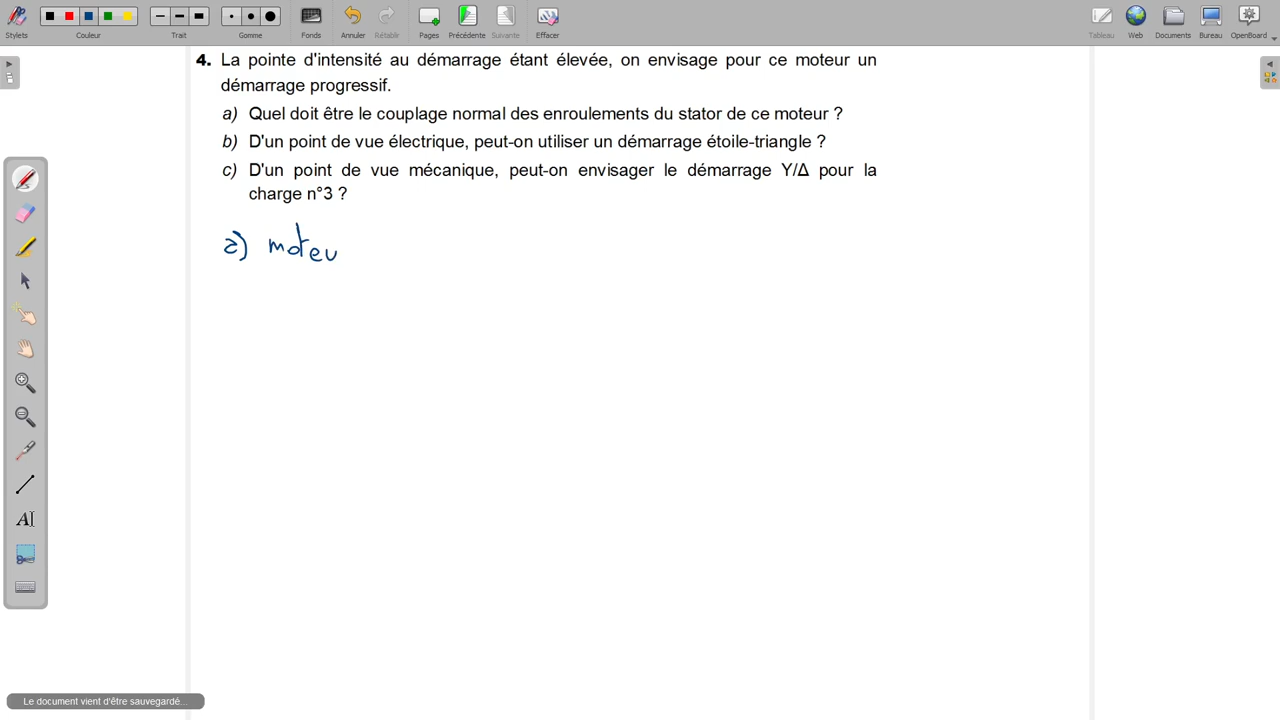 Stylets
Couleur
Trait
Gomme
Fonds
Annuler
Rétablir
Pages
Précédente
Suivante
Effacer
Tableau
Web
Documents
Bureau
OpenBoard
4. La pointe d'intensité au démarrage étant élevée, on envisage pour ce moteur un
démarrage progressif.
a) Quel doit être le couplage normal des enroulements du stator de ce moteur ?
b) D'un point de vue électrique, peut-on utiliser un démarrage étoile-triangle ?
c) D'un point de vue mécanique, peut-on envisager le démarrage Y/Δ pour la
charge n°3 ?
a) moteu
Le document vient d'être sauvegardé...